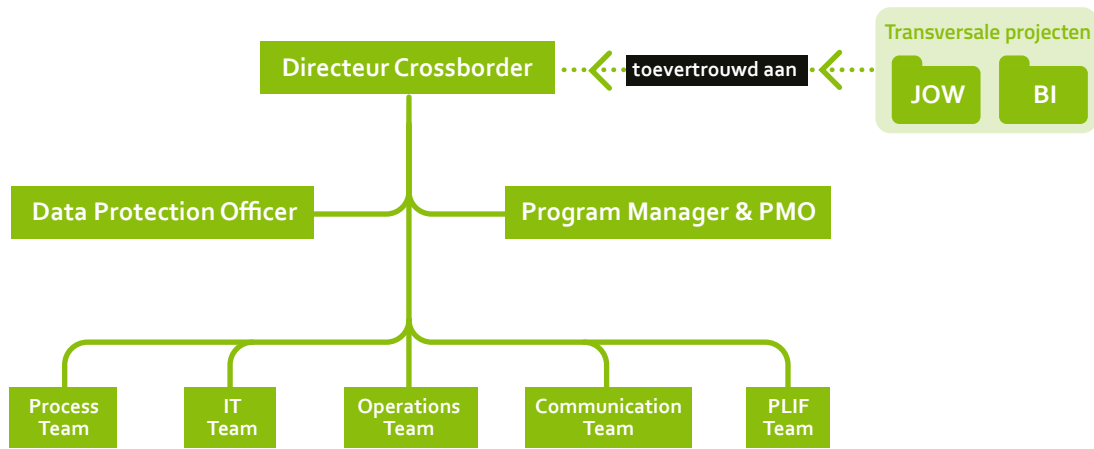 Transversale projecten
Directeur Crossborder
toevertrouwd aan
JOW
BI
Data Protection Officer
Program Manager & PMO
Process
Team
IT
Team
Operations
Team
Communication
Team
PLIF
Team